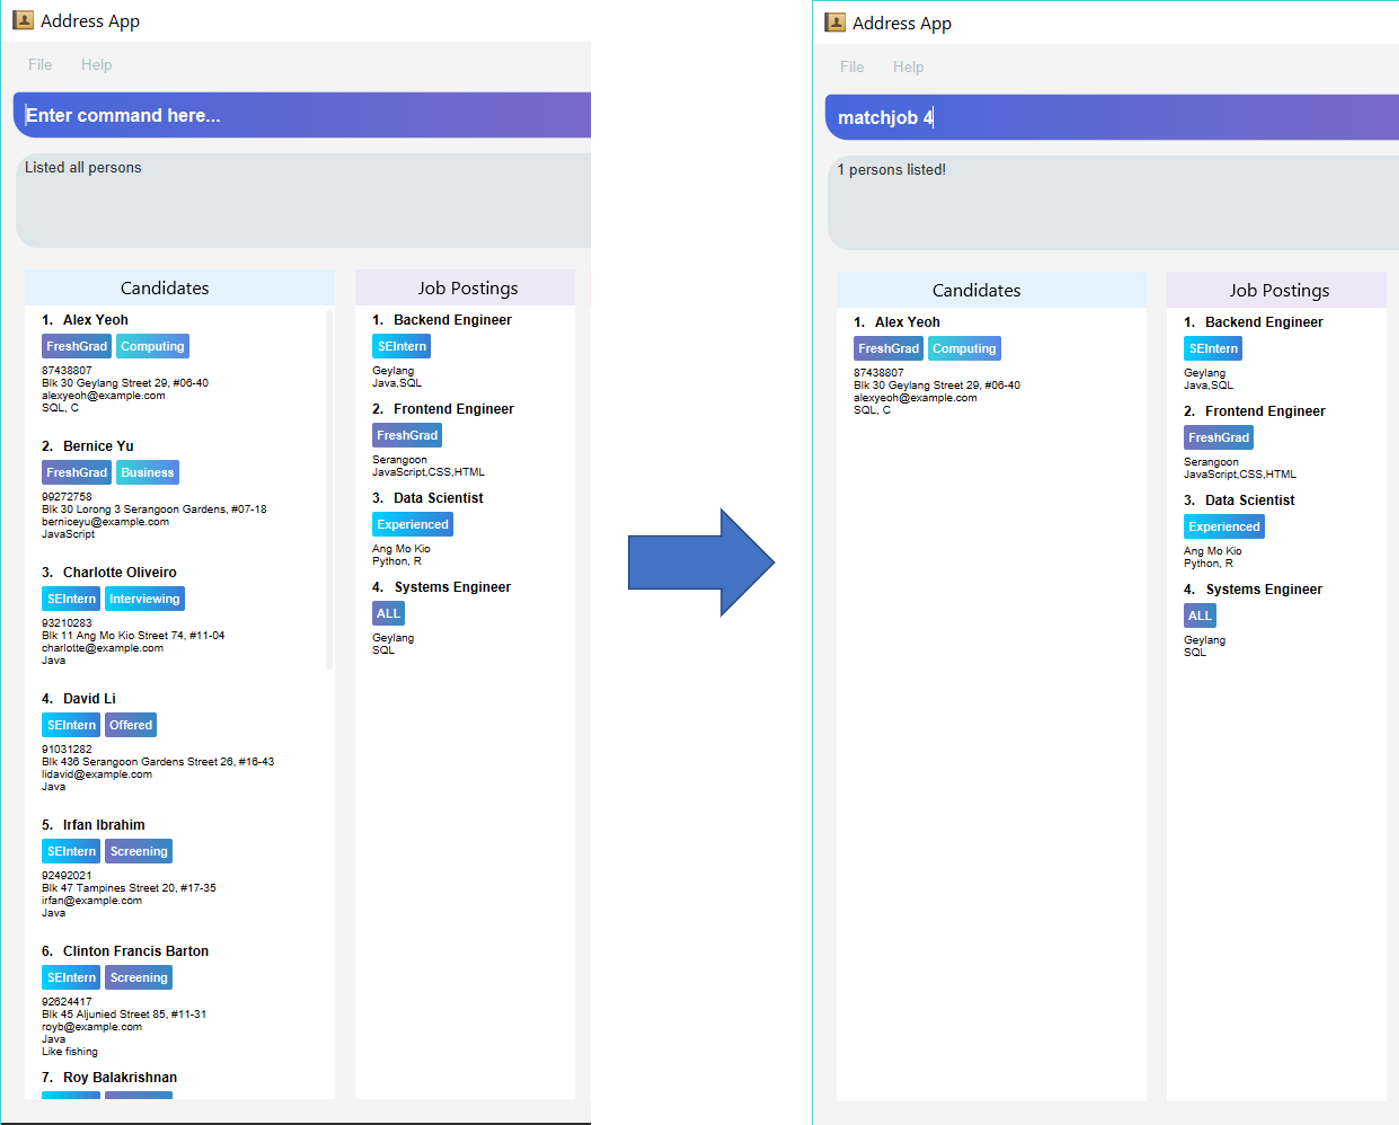 Address App
File Help
Enter command here...
Listed all persons
Candidates
1. Alex Yeoh
FreshGrad Computing
87438807
Blk 30 Geylang Street 29, #06-40
alexyeoh@example.com
SQL, C
2. Bernice Yu
FreshGrad Business
99272758
Blk 30 Lorong 3 Serangoon Gardens, #07-18
berniceyu@example.com
JavaScript
3. Charlotte Oliveiro
SEIntern Interviewing
93210283
Blk 11 Ang Mo Kio Street 74, #11-04
charlotte@example.com
Java
4. David Li
SEIntern Offered
91031282
Blk 436 Serangoon Gardens Street 26, #16-43
lidavid@example.com
Java
5. Irfan Ibrahim
SEIntern Screening
92492021
Blk 47 Tampines Street 20, #17-35
irfan@example.com
Java
6. Clinton Francis Barton
SEIntern Screening
92624417
Blk 45 Aljunied Street 85, #11-31
royb@example.com
Java
Like fishing
7. Roy Balakrishnan
Job Postings
1. Backend Engineer
SEIntern
Geylang
Java,SQL
2. Frontend Engineer
FreshGrad
Serangoon
JavaScript,CSS,HTML
3. Data Scientist
Experienced
Ang Mo Kio
Python, R
4. Systems Engineer
ALL
Geylang
SQL
Address App
File Help
matchjob 4
1 persons listed!
Candidates
1. Alex Yeoh
FreshGrad Computing
87438807
Blk 30 Geylang Street 29, #06-40
alexyeoh@example.com
SQL, C
Job Postings
1. Backend Engineer
SEIntern
Geylang
Java,SQL
2. Frontend Engineer
FreshGrad
Serangoon
JavaScript,CSS,HTML
3. Data Scientist
Experienced
Ang Mo Kio
Python, R
4. Systems Engineer
ALL
Geylang
SQL